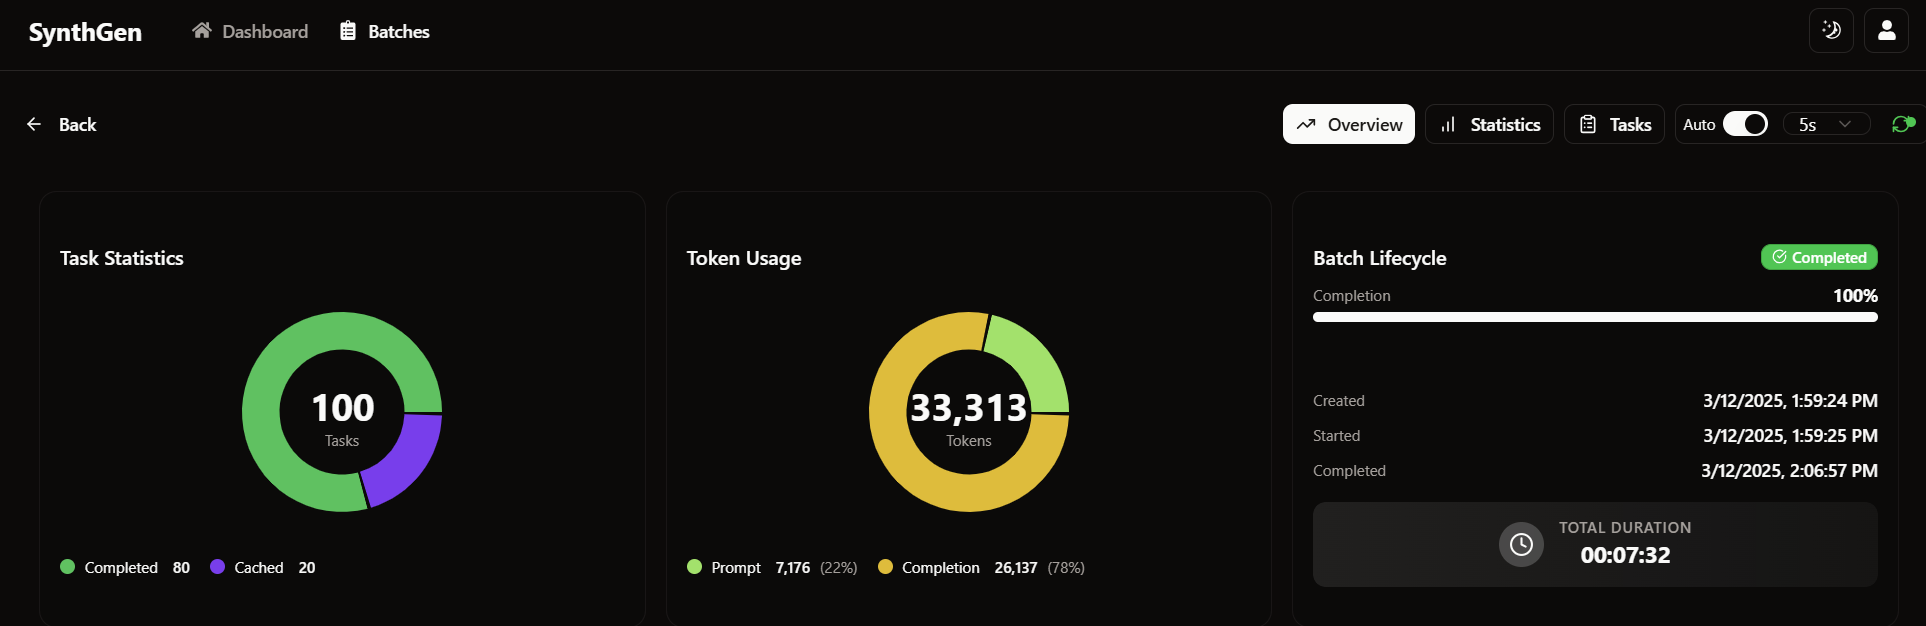 SynthGen Dashboard Batches
Back Overview Statistics Tasks Auto 5s
Task Statistics
100
Tasks
Completed 80 Cached 20
Token Usage
33,313
Tokens
Prompt 7,176 (22%) Completion 26,137 (78%)
Batch Lifecycle Completed
Completion 100%
Created 3/12/2025, 1:59:24 PM
Started 3/12/2025, 1:59:25 PM
Completed 3/12/2025, 2:06:57 PM
TOTAL DURATION
00:07:32